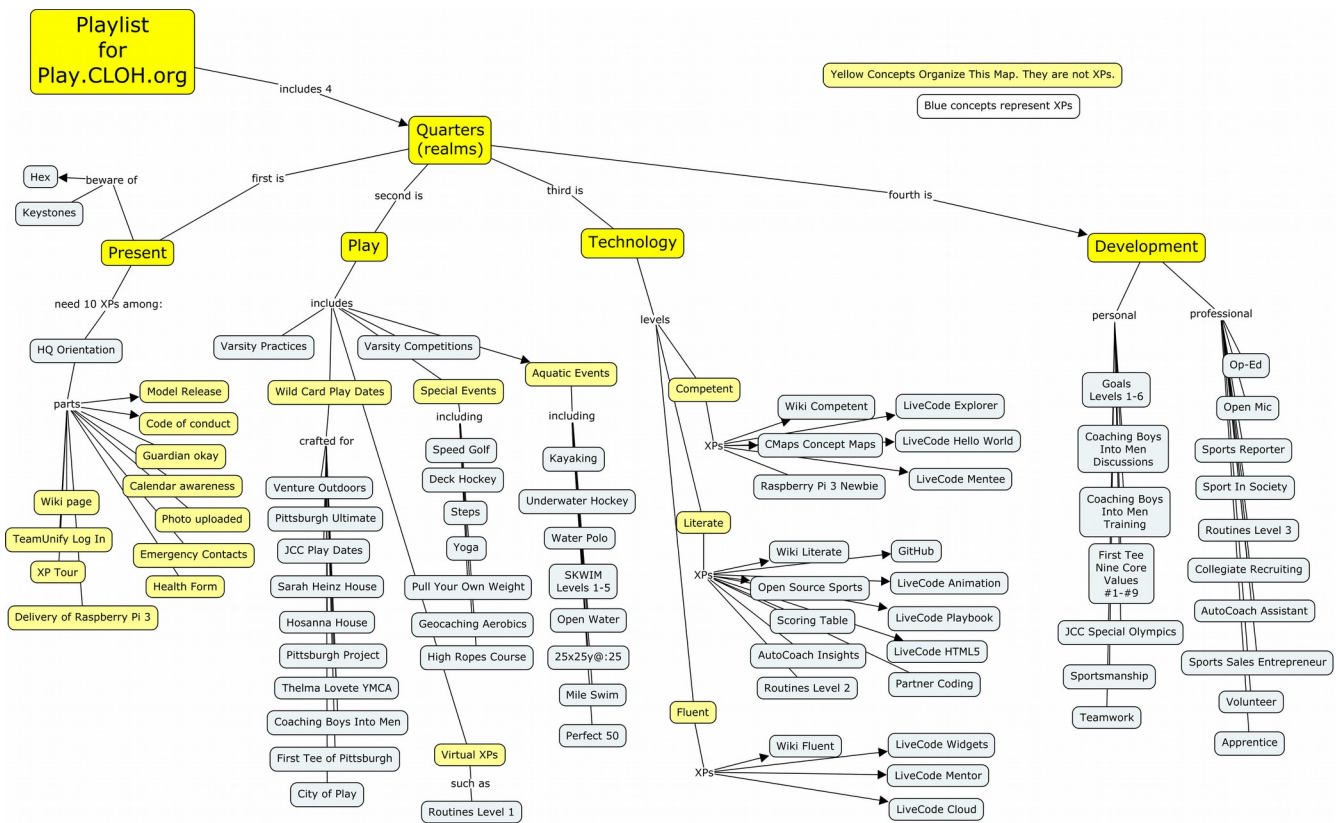 Playlist
for
Play.CLOH.org
includes 4
Yellow Concepts Organize This Map. They are not XPs.
Blue concepts represent XPs
Quarters
(realms)
first is
second is
third is
fourth is
Hex
beware of
Keystones
Present
need 10 XPs among:
HQ Orientation
parts
Model Release
Code of conduct
Guardian okay
Calendar awareness
Wiki page
Photo uploaded
TeamUnify Log In
Emergency Contacts
XP Tour
Health Form
Delivery of Raspberry Pi 3
Play
includes
Varsity Practices
Varsity Competitions
Wild Card Play Dates
crafted for
Venture Outdoors
Pittsburgh Ultimate
JCC Play Dates
Sarah Heinz House
Hosanna House
Pittsburgh Project
Thelma Lovete YMCA
Coaching Boys Into Men
First Tee of Pittsburgh
City of Play
Special Events
including
Speed Golf
Deck Hockey
Steps
Yoga
Pull Your Own Weight
Geocaching Aerobics
High Ropes Course
Virtual XPs
such as
Routines Level 1
Aquatic Events
including
Kayaking
Underwater Hockey
Water Polo
SKWIM
Levels 1-5
Open Water
25x25y@:25
Mile Swim
Perfect 50
Technology
levels
Competent
XPs
Wiki Competent
LiveCode Explorer
CMaps Concept Maps
LiveCode Hello World
Raspberry Pi 3 Newbie
LiveCode Mentee
Literate
XPs
Wiki Literate
GitHub
Open Source Sports
LiveCode Animation
Scoring Table
LiveCode Playbook
AutoCoach Insights
LiveCode HTML5
Routines Level 2
Partner Coding
Fluent
XPs
Wiki Fluent
LiveCode Widgets
LiveCode Mentor
LiveCode Cloud
Development
personal
Goals
Levels 1-6
Coaching Boys
Into Men
Discussions
Coaching Boys
Into Men
Training
First Tee
Nine Core
Values
#1-#9
JCC Special Olympics
Sportsmanship
Teamwork
professional
Op-Ed
Open Mic
Sports Reporter
Sport In Society
Routines Level 3
Collegiate Recruiting
AutoCoach Assistant
Sports Sales Entrepreneur
Volunteer
Apprentice